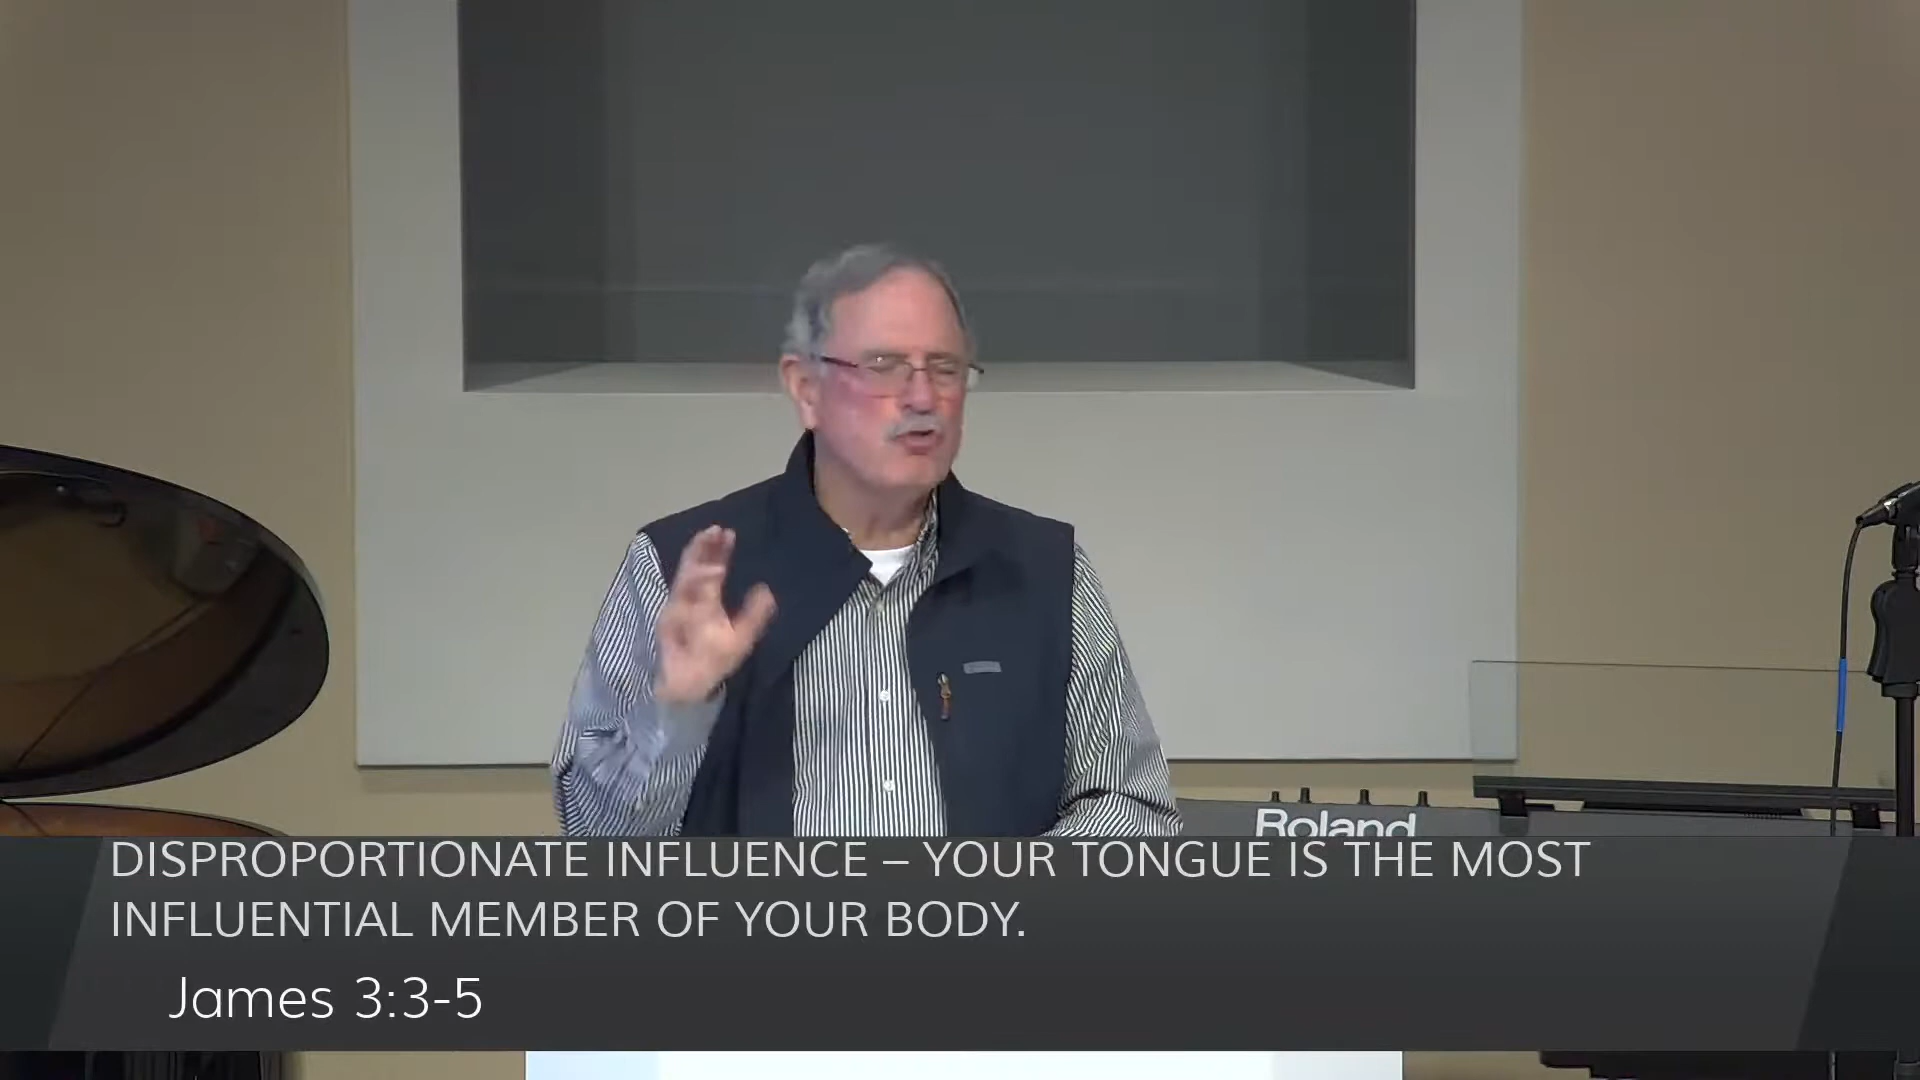 Roland
DISPROPORTIONATE INFLUENCE – YOUR TONGUE IS THE MOST
INFLUENTIAL MEMBER OF YOUR BODY.
James 3:3-5